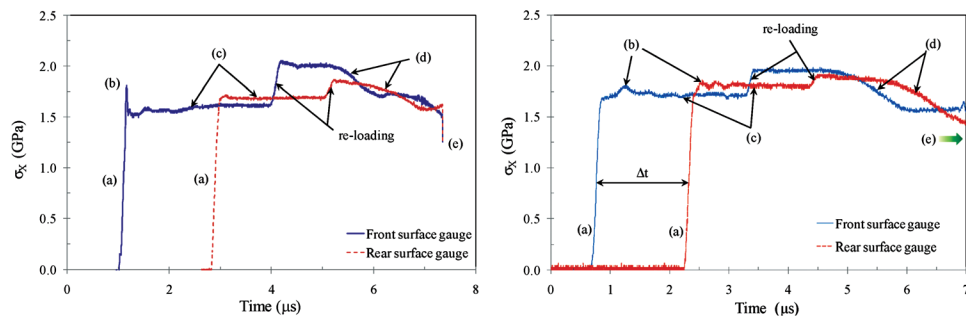 2.5
2.0
1.5
1.0
0.5
0.0
σX (GPa)
(b)
(c)
(d)
re-loading
(e)
(a)
(a)
Front surface gauge
Rear surface gauge
0 2 4 6 8
Time (μs)
2.5
2.0
1.5
1.0
0.5
0.0
σX (GPa)
re-loading
(b)
(d)
(c)
(e)
Δt
(a)
(a)
Front surface gauge
Rear surface gauge
0 1 2 3 4 5 6 7
Time (μs)